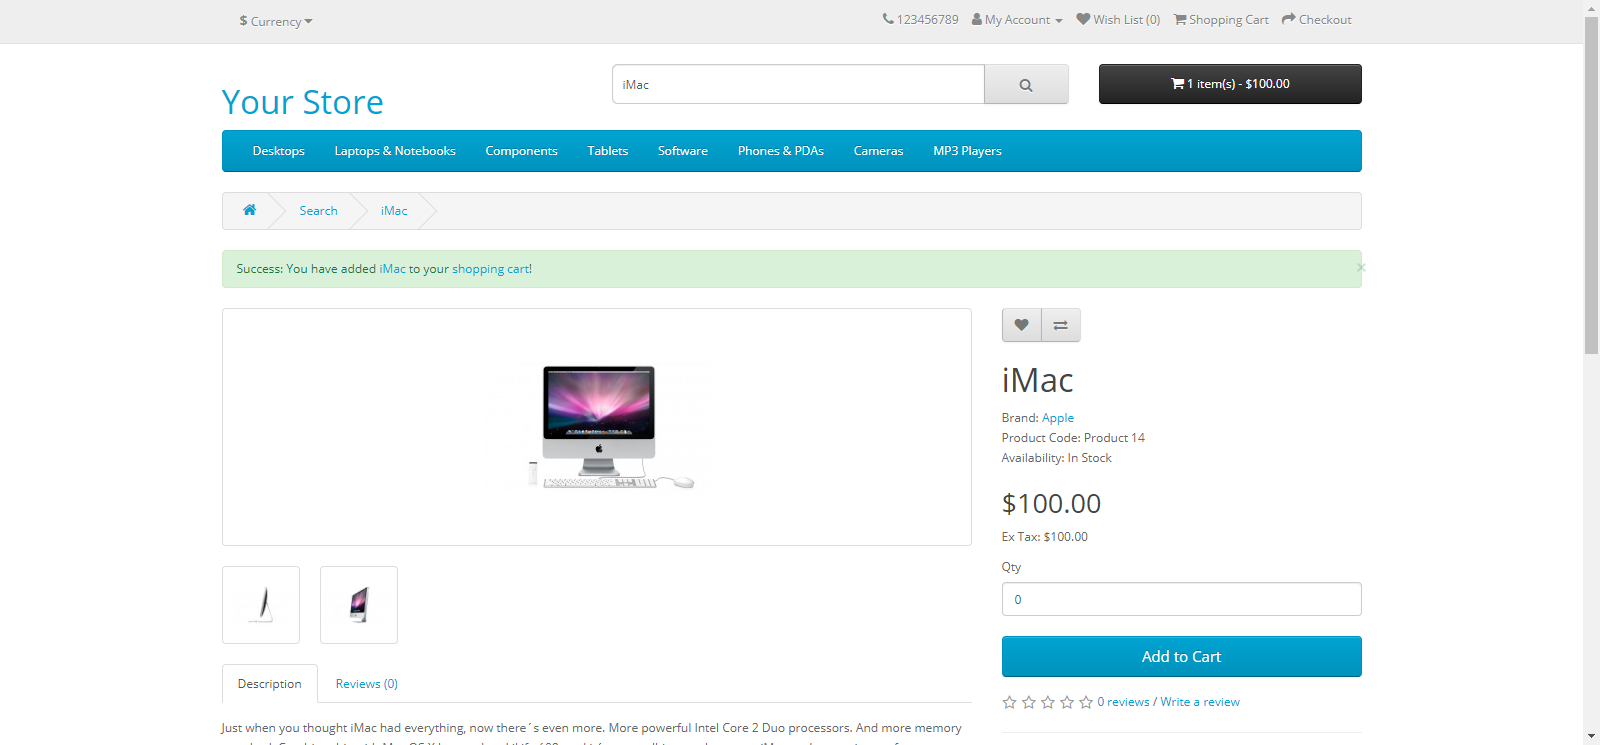 $ Currency
123456789 My Account Wish List (0) Shopping Cart Checkout
Your Store
iMac
1 item(s) - $100.00
Desktops Laptops & Notebooks Components Tablets Software Phones & PDAs Cameras MP3 Players
Search iMac
Success: You have added iMac to your shopping cart!
×
iMac
Brand: Apple
Product Code: Product 14
Availability: In Stock
$100.00
Ex Tax: $100.00
Qty
0
Add to Cart
0 reviews / Write a review
Description Reviews (0)
Just when you thought iMac had everything, now there´s even more. More powerful Intel Core 2 Duo processors. And more memory